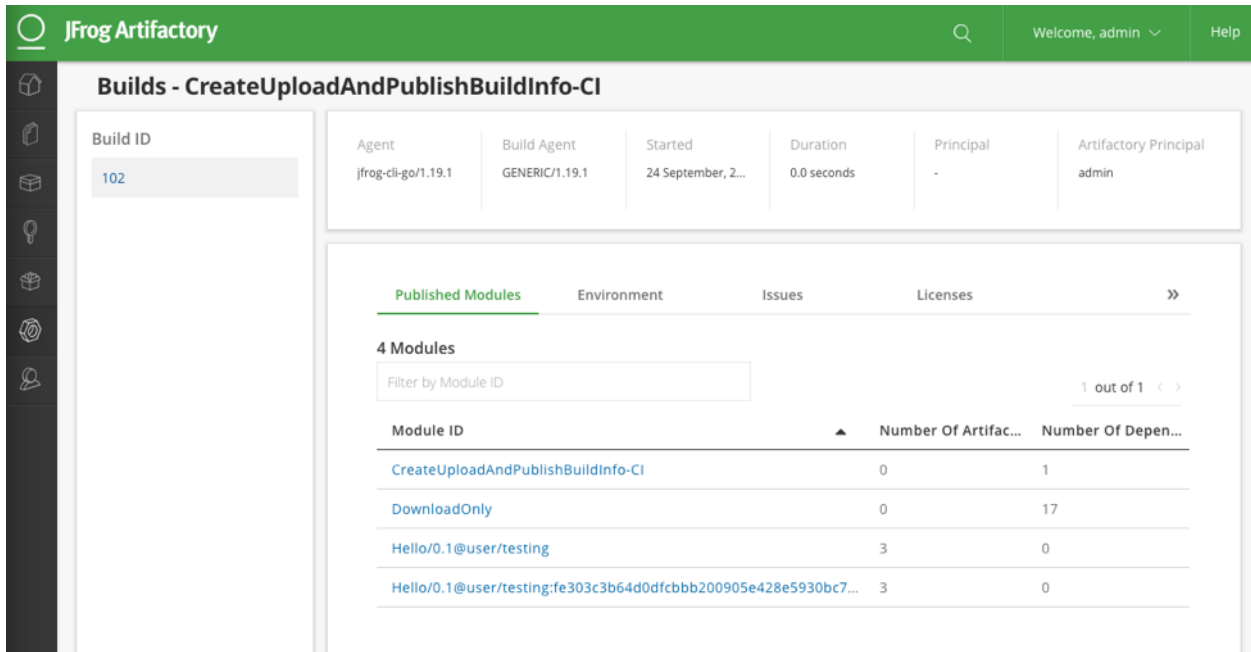 JFrog Artifactory
Welcome, admin
Help
Builds - CreateUploadAndPublishBuildInfo-CI
Build ID
102
Agent Build Agent Started Duration Principal Artifactory Principal
jfrog-cli-go/1.19.1 GENERIC/1.19.1 24 September, 2... 0.0 seconds - admin
Published Modules Environment Issues Licenses »
4 Modules
Filter by Module ID
1 out of 1 < >
Module ID Number Of Artifac... Number Of Depen...
CreateUploadAndPublishBuildInfo-CI 0 1
DownloadOnly 0 17
Hello/0.1@user/testing 3 0
Hello/0.1@user/testing:fe303c3b64d0dfcbbb200905e428e5930bc7... 3 0